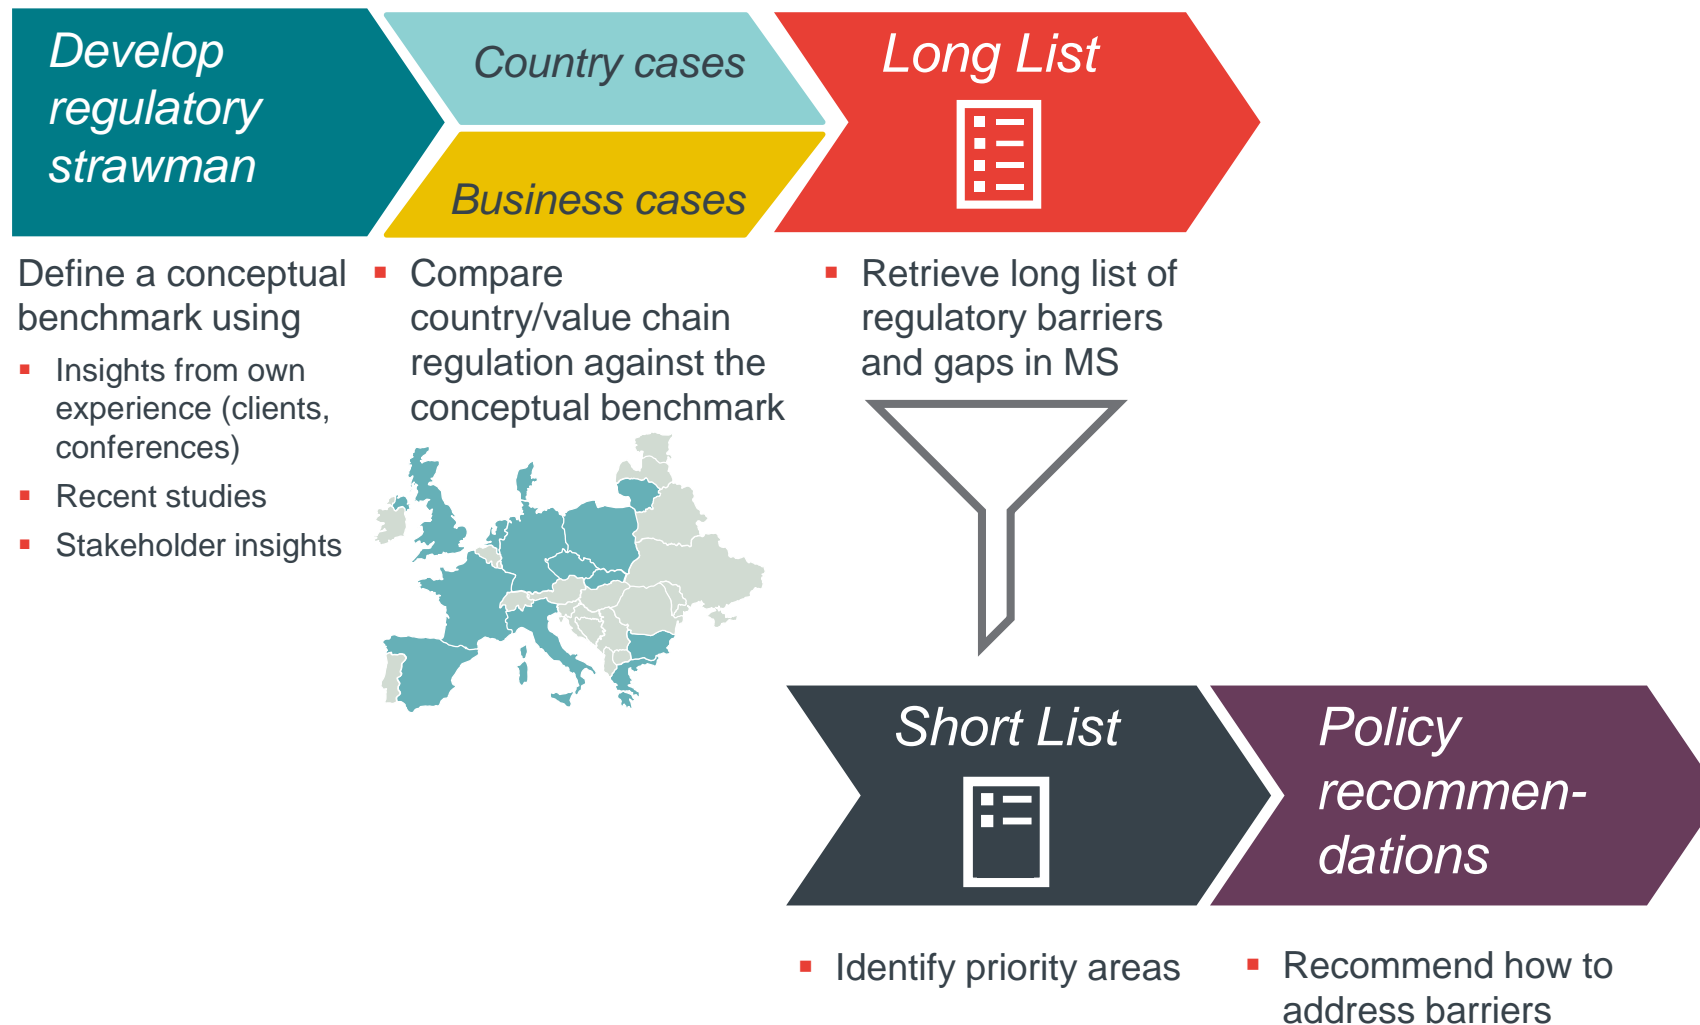 Develop
regulatory
strawman
Country cases
Business cases
Long List
Define a conceptual
benchmark using
Insights from own
experience (clients,
conferences)
Recent studies
Stakeholder insights
Compare
country/value chain
regulation against the
conceptual benchmark
Retrieve long list of
regulatory barriers
and gaps in MS
Short List
Policy
recommen-
dations
Identify priority areas
Recommend how to
address barriers